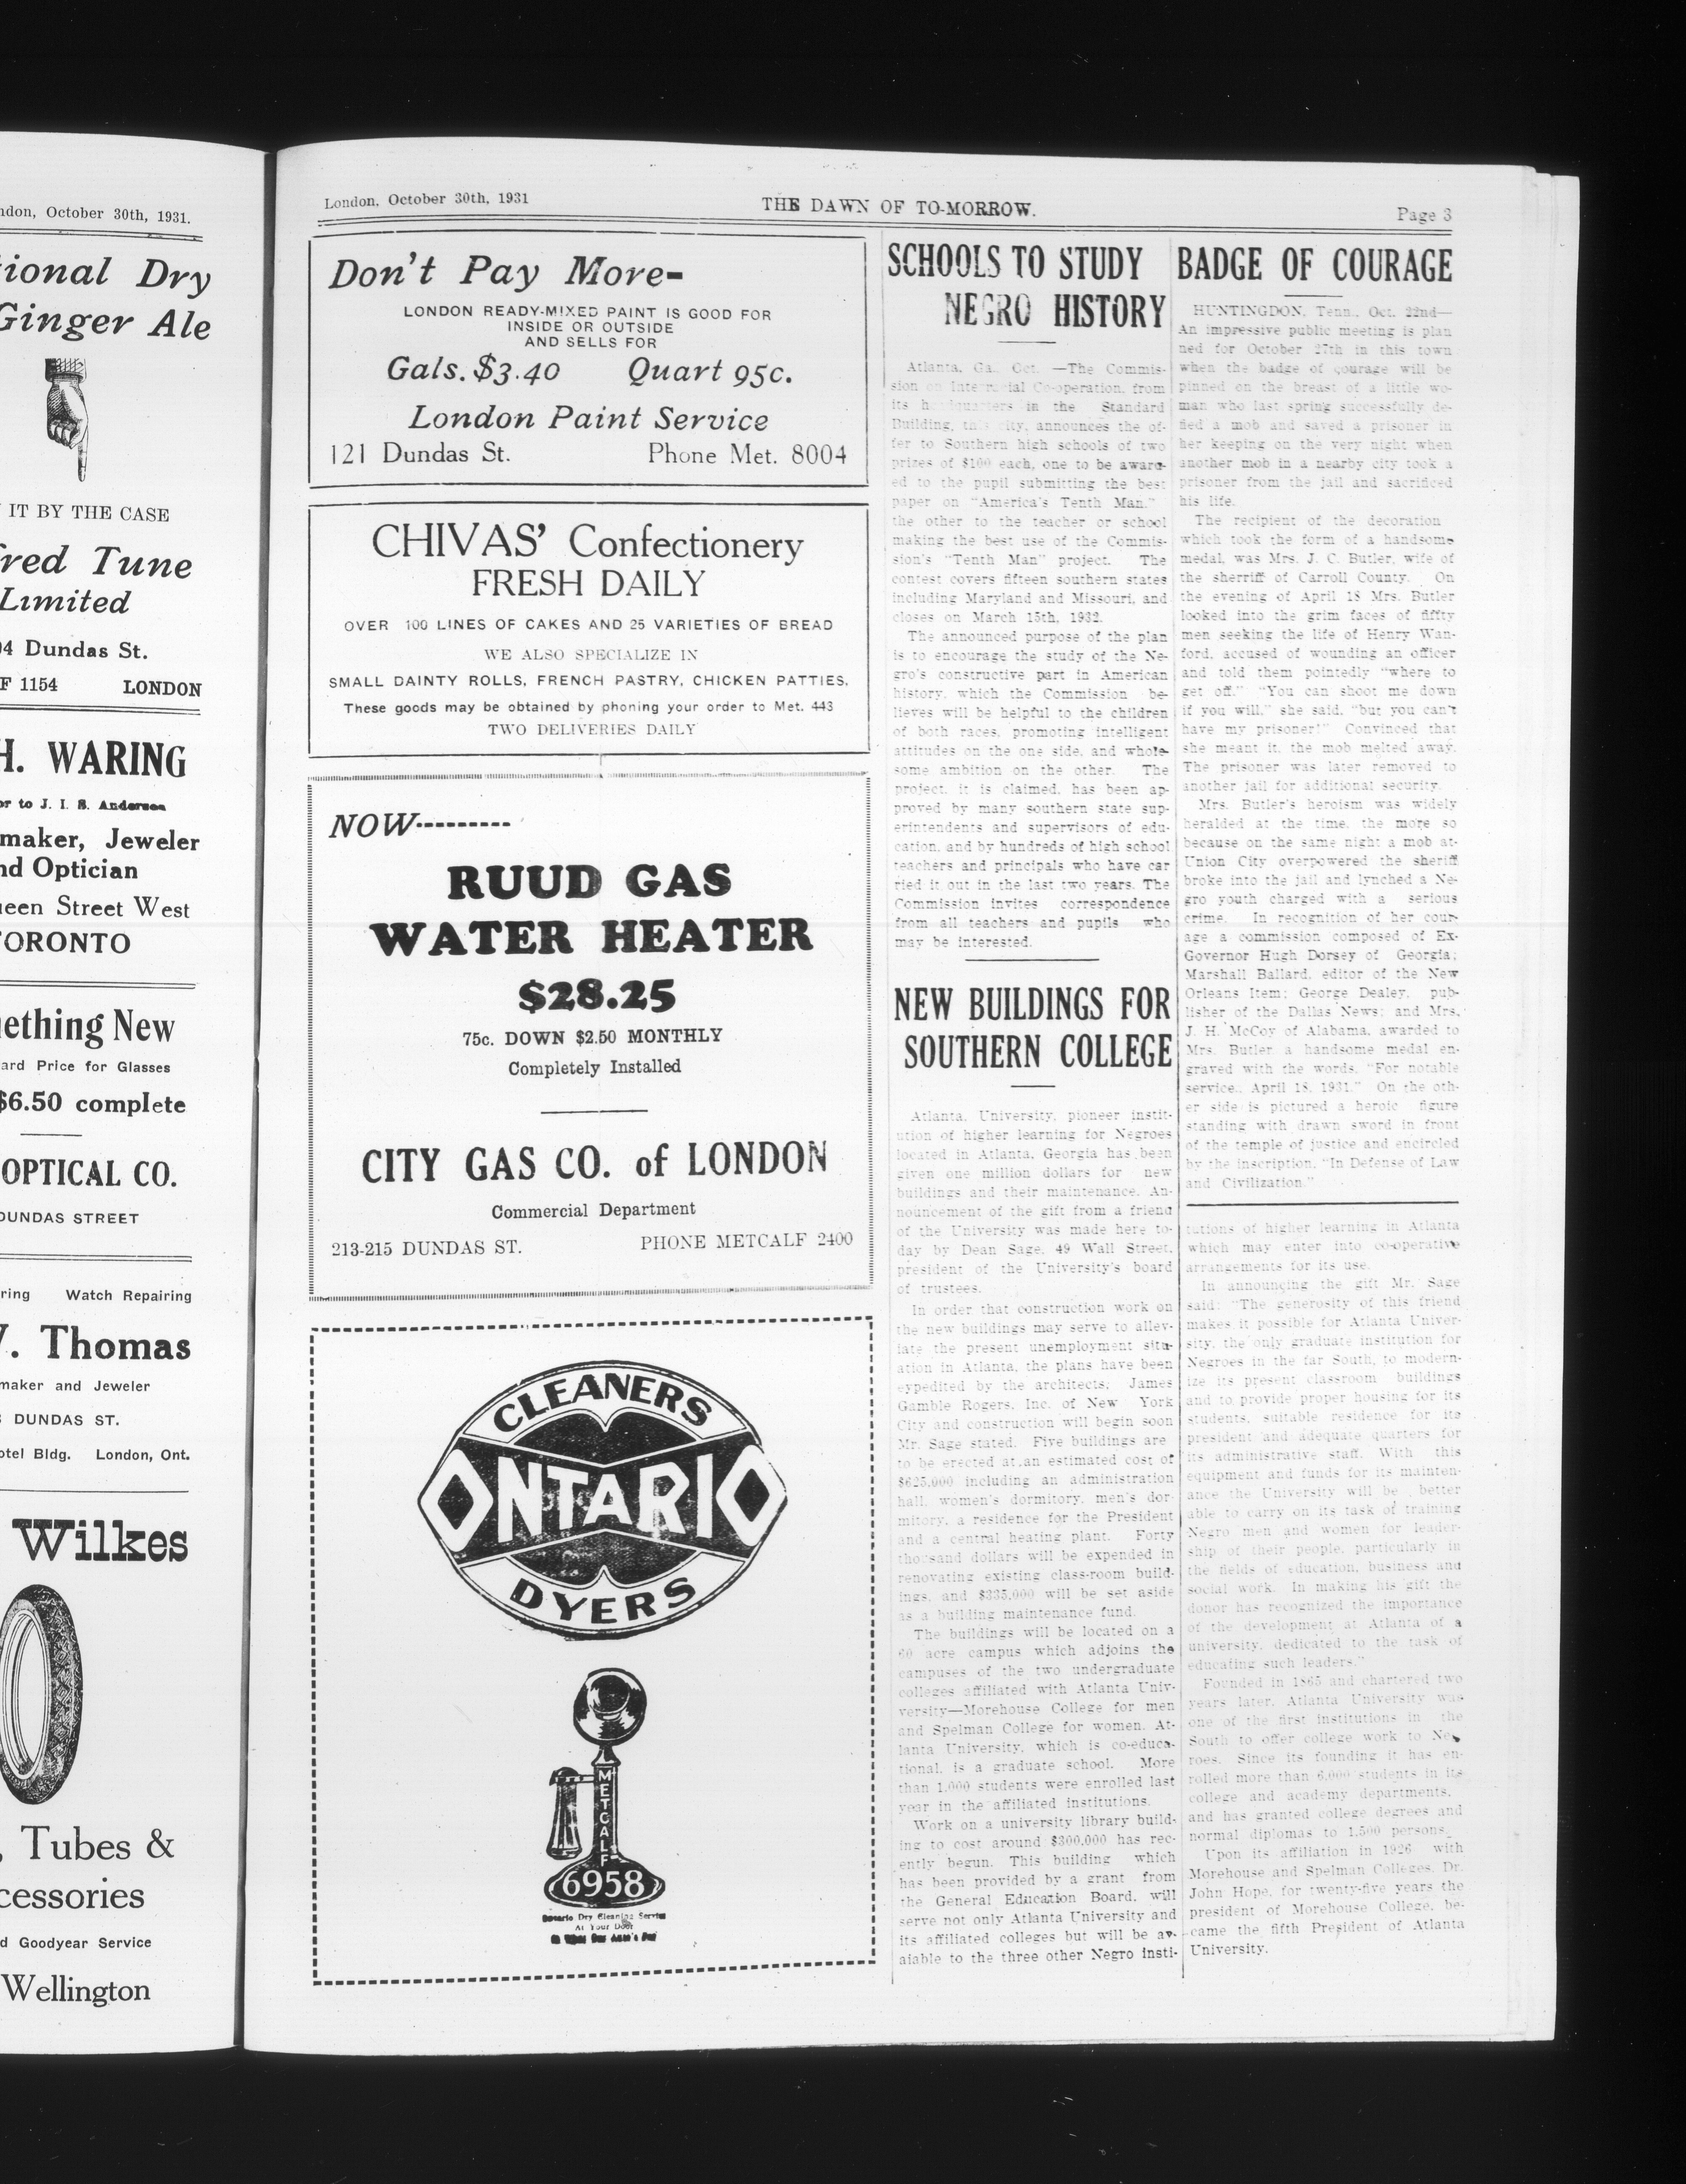 ndon, October 30th, 1931.
ional Dry
Ginger Ale
IT BY THE CASE
red Tune
Limited
4 Dundas St.
F 1154 LONDON
H. WARING
or to J. I. S. Anderson
maker, Jeweler
nd Optician
ueen Street West
TORONTO
ething New
ard Price for Glasses
$6.50 complete
OPTICAL CO.
DUNDAS STREET
ring Watch Repairing
. Thomas
maker and Jeweler
DUNDAS ST.
otel Bldg. London, Ont.
Wilkes
, Tubes &
cessories
d Goodyear Service
Wellington
London, October 30th, 1931
THE DAWN OF TO-MORROW.
Page 3
Don't Pay More-
LONDON READY-MIXED PAINT IS GOOD FOR
INSIDE OR OUTSIDE
AND SELLS FOR
Gals. $3.40 Quart 95c.
London Paint Service
121 Dundas St. Phone Met. 8004
CHIVAS' Confectionery
FRESH DAILY
OVER 100 LINES OF CAKES AND 25 VARIETIES OF BREAD
WE ALSO SPECIALIZE IN
SMALL DAINTY ROLLS, FRENCH PASTRY, CHICKEN PATTIES.
These goods may be obtained by phoning your order to Met. 443
TWO DELIVERIES DAILY
NOW---------
RUUD GAS
WATER HEATER
$28.25
75c. DOWN $2.50 MONTHLY
Completely Installed
CITY GAS CO. of LONDON
Commercial Department
213-215 DUNDAS ST. PHONE METCALF 2400
CLEANERS
ONTARIO
DYERS
METCALF
6958
Ontario Dry Cleaning Service
At Your Door
SCHOOLS TO STUDY
NEGRO HISTORY
Atlanta, Ga., Oct. —The Commis-
sion on Interracial Co-operation, from
its headquarters in the Standard
Building, this city, announces the of-
fer to Southern high schools of two
prizes of $100 each, one to be award-
ed to the pupil submitting the best
paper on "America's Tenth Man."
the other to the teacher or school
making the best use of the Commis-
sion's "Tenth Man" project. The
contest covers fifteen southern states
including Maryland and Missouri, and
closes on March 15th, 1932.
The announced purpose of the plan
is to encourage the study of the Ne-
gro's constructive part in American
history, which the Commission be-
lieves will be helpful to the children
of both races, promoting intelligent
attitudes on the one side, and whole-
some ambition on the other. The
project, it is claimed, has been ap-
proved by many southern state sup-
erintendents and supervisors of edu-
cation, and by hundreds of high school
teachers and principals who have car
ried it out in the last two years. The
Commission invites correspondence
from all teachers and pupils who
may be interested.
NEW BUILDINGS FOR
SOUTHERN COLLEGE
Atlanta, University, pioneer instit-
ution of higher learning for Negroes
located in Atlanta, Georgia has been
given one million dollars for new
buildings and their maintenance. An-
nouncement of the gift from a friend
of the University was made here to-
day by Dean Sage, 49 Wall Street,
president of the University's board
of trustees.
In order that construction work on
the new buildings may serve to allev-
iate the present unemployment situ-
ation in Atlanta, the plans have been
eypedited by the architects; James
Gamble Rogers, Inc. of New York
City and construction will begin soon
Mr. Sage stated. Five buildings are
to be erected at an estimated cost of
$625,000 including an administration
hall, women's dormitory, men's dor-
mitory, a residence for the President
and a central heating plant. Forty
thousand dollars will be expended in
renovating existing class-room build-
ings, and $335,000 will be set aside
as a building maintenance fund.
The buildings will be located on a
60 acre campus which adjoins the
campuses of the two undergraduate
colleges affiliated with Atlanta Univ-
versity—Morehouse College for men
and Spelman College for women. At-
lanta University, which is co-educa-
tional, is a graduate school. More
than 1,000 students were enrolled last
year in the affiliated institutions.
Work on a university library build-
ing to cost around $300,000 has rec-
ently begun. This building which
has been provided by a grant from
the General Education Board, will
serve not only Atlanta University and
its affiliated colleges but will be av-
aiable to the three other Negro insti-
BADGE OF COURAGE
HUNTINGDON, Tenn., Oct. 22nd—
An impressive public meeting is plan
ned for October 27th in this town
when the badge of courage will be
pinned on the breast of a little wo-
man who last spring successfully de-
fied a mob and saved a prisoner in
her keeping on the very night when
another mob in a nearby city took a
prisoner from the jail and sacrificed
his life.
The recipient of the decoration
which took the form of a handsome
medal, was Mrs. J. C. Butler, wife of
the sherriff of Carroll County. On
the evening of April 18 Mrs. Butler
looked into the grim faces of fiffty
men seeking the life of Henry Wan-
ford, accused of wounding an officer
and told them pointedly "where to
get off." "You can shoot me down
if you will," she said, "but you can't
have my prisoner!" Convinced that
she meant it, the mob melted away.
The prisoner was later removed to
another jail for additional security.
Mrs. Butler's heroism was widely
heralded at the time, the more so
because on the same night a mob at-
Union City overpowered the sheriff
broke into the jail and lynched a Ne-
gro youth charged with a serious
crime. In recognition of her cour-
age a commission composed of Ex-
Governor Hugh Dorsey of Georgia;
Marshall Ballard, editor of the New
Orleans Item; George Dealey, pub-
lisher of the Dallas News; and Mrs.
J. H. McCoy of Alabama, awarded to
Mrs. Butler a handsome medal en-
graved with the words, "For notable
service., April 18, 1931." On the oth-
er side is pictured a heroic figure
standing with drawn sword in front
of the temple of justice and encircled
by the inscription, "In Defense of Law
and Civilization."
tutions of higher learning in Atlanta
which may enter into co-operative
arrangements for its use.
In announcing the gift Mr. Sage
said: "The generosity of this friend
makes it possible for Atlanta Univer-
sity, the only graduate institution for
Negroes in the far South, to modern-
ize its present classroom buildings
and to provide proper housing for its
students, suitable residence for its
president and adequate quarters for
its administrative staff. With this
equipment and funds for its mainten-
ance the University will be better
able to carry on its task of training
Negro men and women for leader-
ship of their people, particularly in
the fields of education, business and
social work. In making his gift the
donor has recognized the importance
of the development at Atlanta of a
university, dedicated to the task of
educating such leaders."
Founded in 1865 and chartered two
years later, Atlanta University was
one of the first institutions in the
South to offer college work to Neg
roes. Since its founding it has en-
rolled more than 6,000 students in its
college and academy departments,
and has granted college degrees and
normal diplomas to 1,500 persons.
Upon its affiliation in 1926 with
Morehouse and Spelman Colleges, Dr.
John Hope, for twenty-five years the
president of Morehouse College, be-
came the fifth President of Atlanta
University.